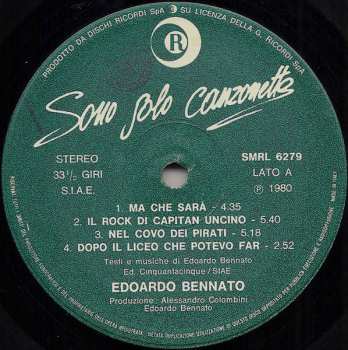 PRODOTTO DA DISCHI RICORDI SpA
SU LICENZA DELLA G. RICORDI SpA
R
Sono solo canzonette
STEREO
33 1/2 GIRI
S.I.A.E.
SMRL 6279
LATO A
℗ 1980
1. MA CHE SARÀ - 4.35
2. IL ROCK DI CAPITAN UNCINO - 5.40
3. NEL COVO DEI PIRATI - 5.18
4. DOPO IL LICEO CHE POTEVO FAR - 2.52
Testi e musiche di Edoardo Bennato
Ed. Cinquantacinque/SIAE
EDOARDO BENNATO
Produzione: Alessandro Colombini
Edoardo Bennato